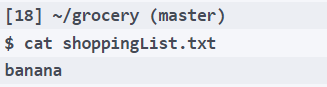 [18] ~/grocery (master)
$ cat shoppingList.txt
banana